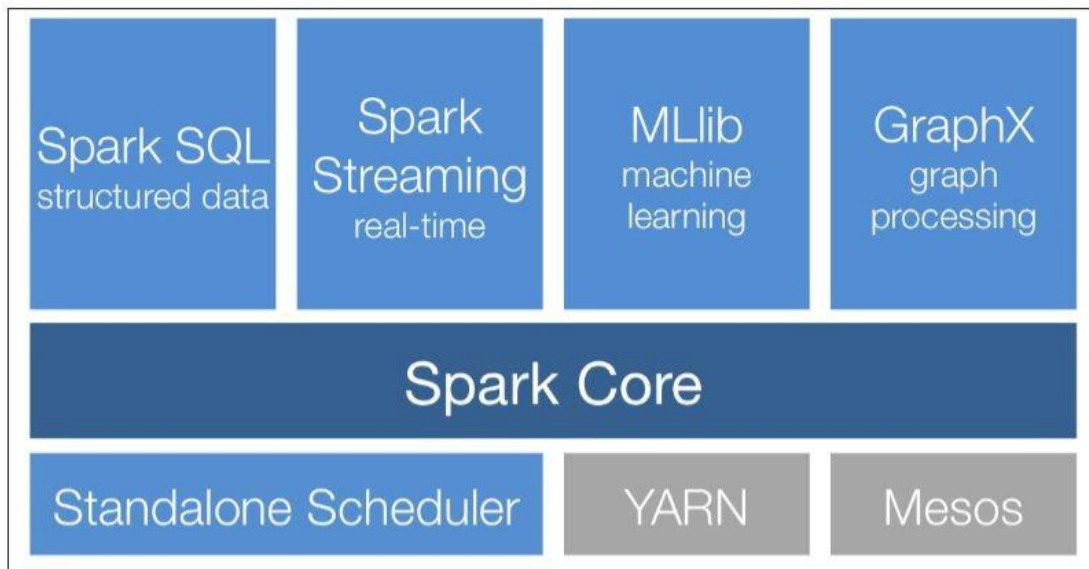 Spark SQL
structured data
Spark
Streaming
real-time
MLlib
machine
learning
GraphX
graph
processing
Spark Core
Standalone Scheduler
YARN
Mesos